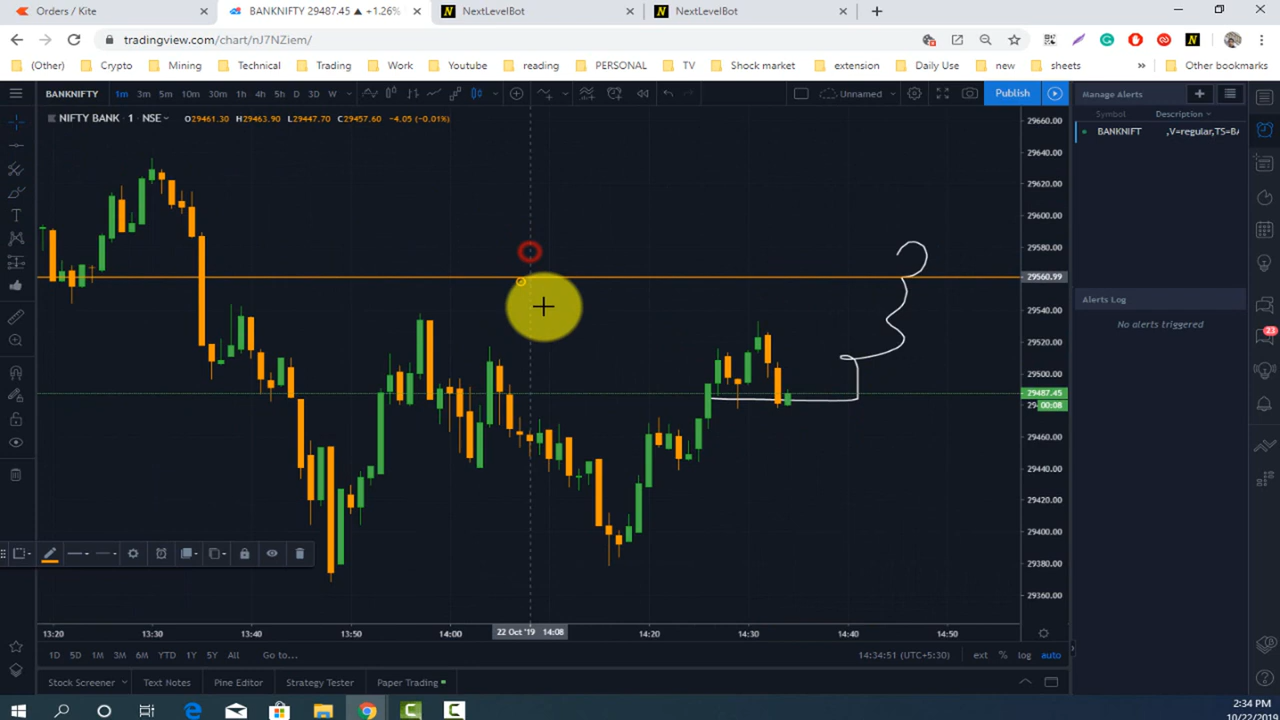 Orders / Kite
BANKNIFTY 29487.45 ▲ +1.26%
NextLevelBot
NextLevelBot
tradingview.com/chart/nJ7NZiem/
(Other) Crypto Mining Technical Trading Work Youtube reading PERSONAL TV Shock market extension Daily Use new sheets » Other bookmarks
BANKNIFTY 1m 3m 5m 10m 30m 1h 4h 5h D 3D W Unnamed Publish
Manage Alerts
NIFTY BANK · 1 · NSE O29461.30 H29463.90 L29447.70 C29457.60 -4.05 (-0.01%)
Symbol Description
BANKNIFT ,V=regular,TS=BA
29660.00
29640.00
29620.00
29600.00
29580.00
29560.99
29540.00
29520.00
29500.00
29487.45
00:08
29460.00
29440.00
29420.00
29400.00
29380.00
29360.00
Alerts Log
No alerts triggered
23
13:20 13:30 13:40 13:50 14:00 22 Oct '19 14:08 14:20 14:30 14:40 14:50
1D 5D 1M 3M 6M YTD 1Y 5Y All Go to... 14:34:51 (UTC+5:30) ext % log auto
Stock Screener Text Notes Pine Editor Strategy Tester Paper Trading
2:34 PM
10/22/2019